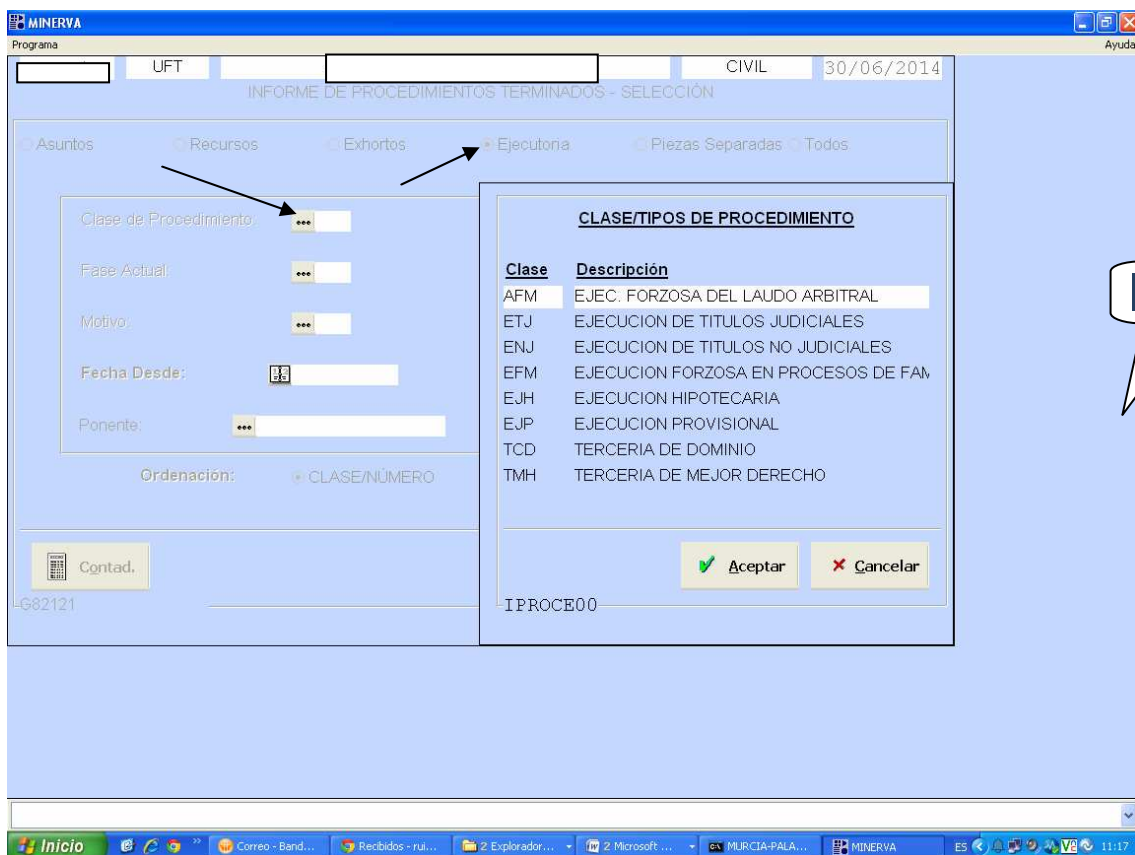 MINERVA
Programa Ayuda
UFT CIVIL 30/06/2014
INFORME DE PROCEDIMIENTOS TERMINADOS - SELECCIÓN
Asuntos Recursos Exhortos Ejecutoria Piezas Separadas Todos
Clase de Procedimiento:
Fase Actual:
Motivo:
Fecha Desde:
Ponente:
Ordenación: CLASE/NÚMERO
Contad.
G82121
CLASE/TIPOS DE PROCEDIMIENTO
Clase Descripción
AFM EJEC. FORZOSA DEL LAUDO ARBITRAL
ETJ EJECUCION DE TITULOS JUDICIALES
ENJ EJECUCION DE TITULOS NO JUDICIALES
EFM EJECUCION FORZOSA EN PROCESOS DE FAM
EJH EJECUCION HIPOTECARIA
EJP EJECUCION PROVISIONAL
TCD TERCERIA DE DOMINIO
TMH TERCERIA DE MEJOR DERECHO
Aceptar Cancelar
IPROCE00
Inicio Correo - Band... Recibidos - rui... 2 Explorador... 2 Microsoft ... MURCIA-PALA... MINERVA ES 11:17